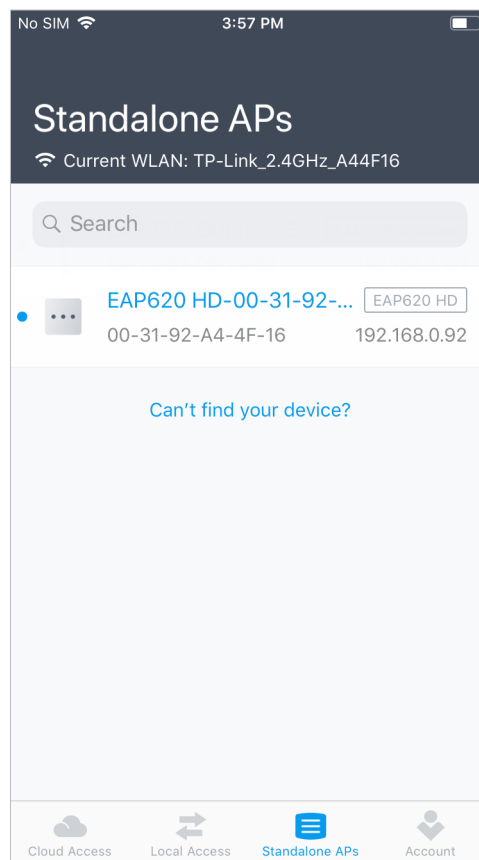 No SIM 3:57 PM
Standalone APs
Current WLAN: TP-Link_2.4GHz_A44F16
Search
EAP620 HD-00-31-92-... EAP620 HD
00-31-92-A4-4F-16 192.168.0.92
Can't find your device?
Cloud Access Local Access Standalone APs Account